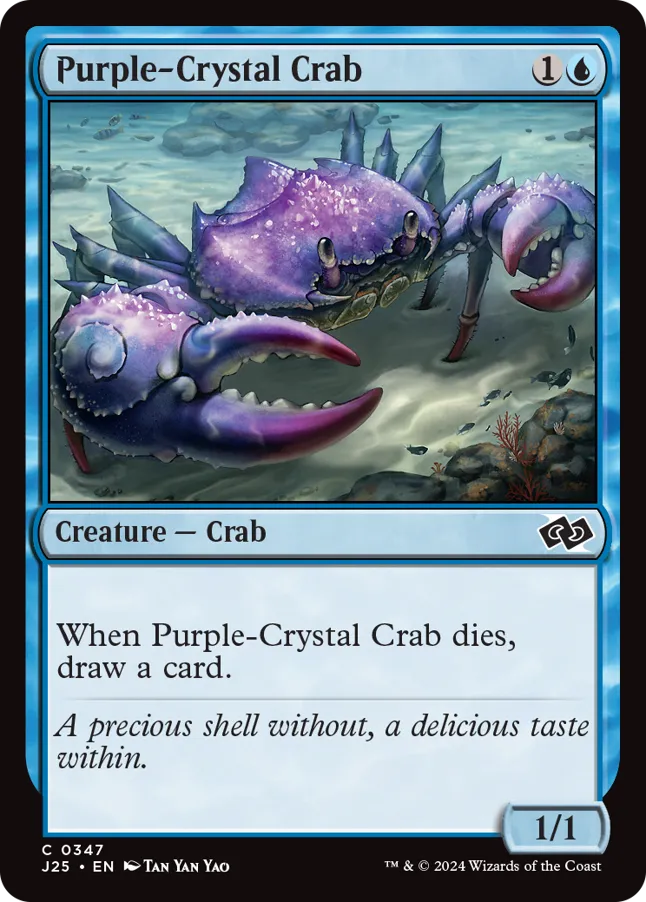 Purple-Crystal Crab 1
Creature — Crab
When Purple-Crystal Crab dies,
draw a card.
A precious shell without, a delicious taste
within.
1/1
C 0347
J25 • EN Tan Yan Yao ™ & © 2024 Wizards of the Coast